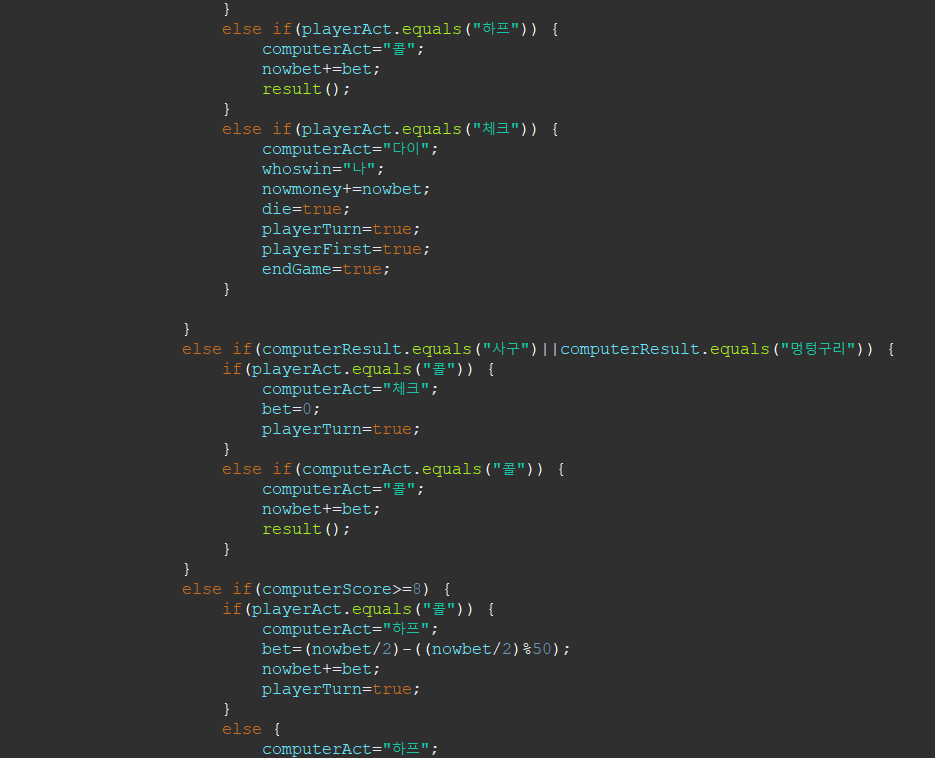 }
else if(playerAct.equals("하프")) {
computerAct="콜";
nowbet+=bet;
result();
}
else if(playerAct.equals("체크")) {
computerAct="다이";
whoswin="나";
nowmoney+=nowbet;
die=true;
playerTurn=true;
playerFirst=true;
endGame=true;
}
}
else if(computerResult.equals("사구")||computerResult.equals("멍텅구리")) {
if(playerAct.equals("콜")) {
computerAct="체크";
bet=0;
playerTurn=true;
}
else if(computerAct.equals("콜")) {
computerAct="콜";
nowbet+=bet;
result();
}
}
else if(computerScore>=8) {
if(playerAct.equals("콜")) {
computerAct="하프";
bet=(nowbet/2)-((nowbet/2)%50);
nowbet+=bet;
playerTurn=true;
}
else {
computerAct="하프";